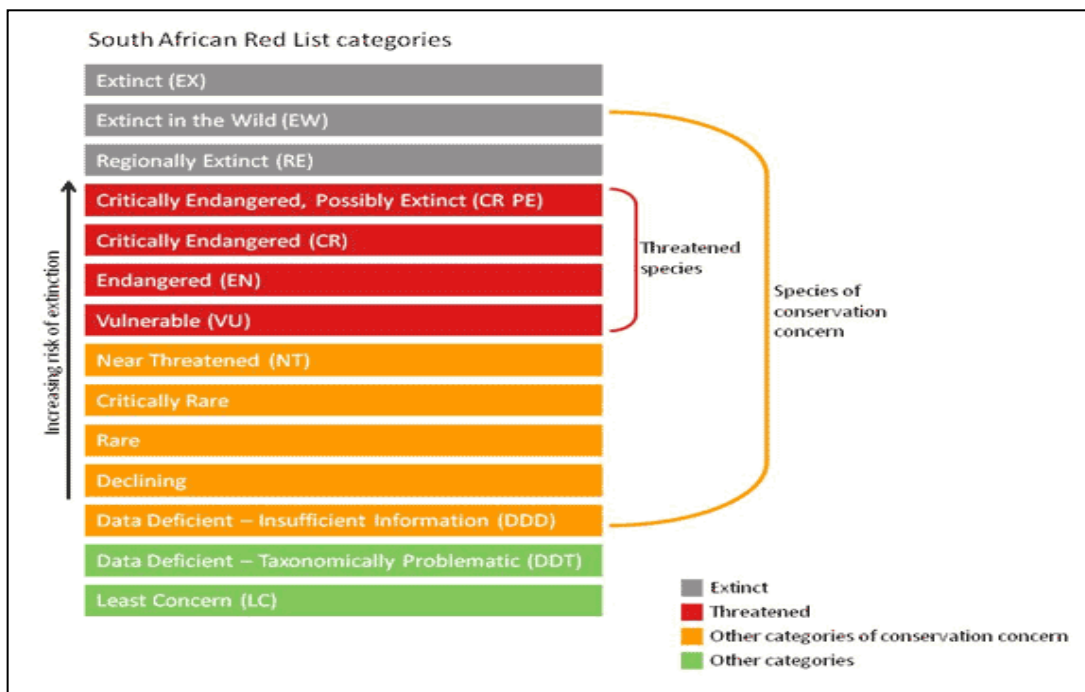 South African Red List categories
Extinct (EX)
Extinct in the Wild (EW)
Regionally Extinct (RE)
Critically Endangered, Possibly Extinct (CR PE)
Critically Endangered (CR)
Endangered (EN)
Vulnerable (VU)
Near Threatened (NT)
Critically Rare
Rare
Declining
Data Deficient – Insufficient Information (DDD)
Data Deficient – Taxonomically Problematic (DDT)
Least Concern (LC)
Increasing risk of extinction
Threatened
species
Species of
conservation
concern
Extinct
Threatened
Other categories of conservation concern
Other categories